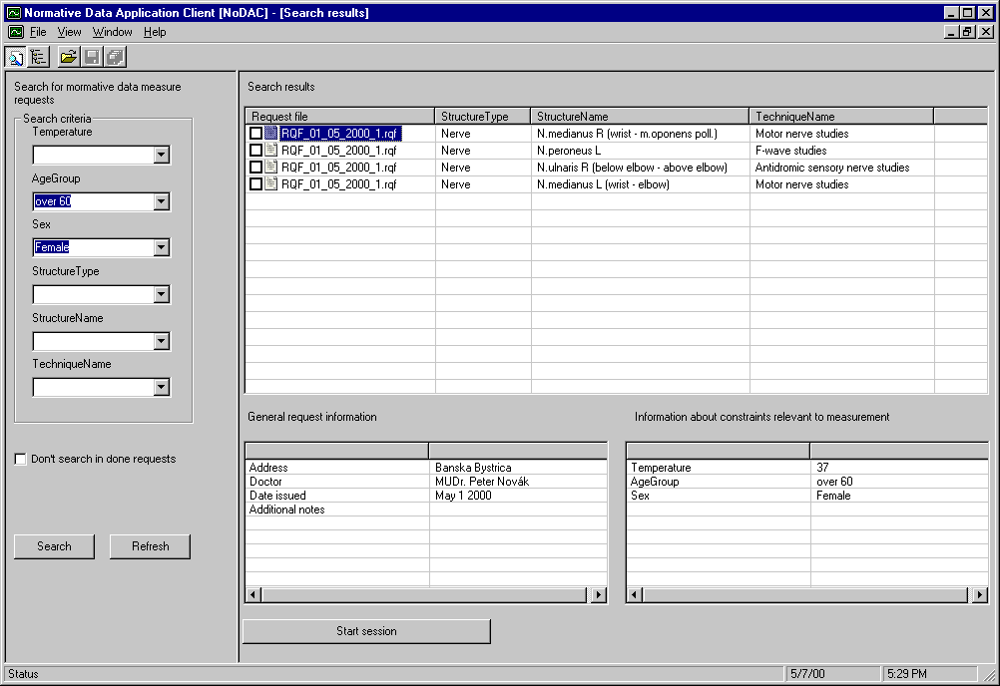 Normative Data Application Client [NoDAC] - [Search results]
File View Window Help
Search for mormative data measure
requests
Search criteria
Temperature
AgeGroup
over 60
Sex
Female
StructureType
StructureName
TechniqueName
Don't search in done requests
Search Refresh
Search results
Request file StructureType StructureName TechniqueName
RQF_01_05_2000_1.rqf Nerve N.medianus R (wrist - m.oponens poll.) Motor nerve studies
RQF_01_05_2000_1.rqf Nerve N.peroneus L F-wave studies
RQF_01_05_2000_1.rqf Nerve N.ulnaris R (below elbow - above elbow) Antidromic sensory nerve studies
RQF_01_05_2000_1.rqf Nerve N.medianus L (wrist - elbow) Motor nerve studies
General request information
Address Banska Bystrica
Doctor MUDr. Peter Novák
Date issued May 1 2000
Additional notes
Information about constraints relevant to measurement
Temperature 37
AgeGroup over 60
Sex Female
Start session
Status 5/7/00 5:29 PM